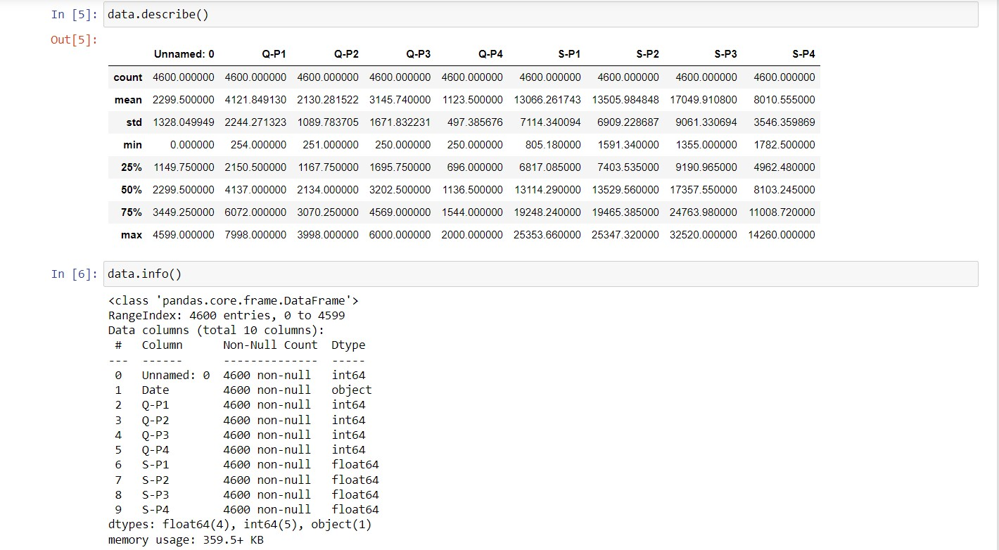 In [5]: data.describe()
Out[5]:
Unnamed: 0 Q-P1 Q-P2 Q-P3 Q-P4 S-P1 S-P2 S-P3 S-P4
count 4600.000000 4600.000000 4600.000000 4600.000000 4600.000000 4600.000000 4600.000000 4600.000000 4600.000000
mean 2299.500000 4121.849130 2130.281522 3145.740000 1123.500000 13066.261743 13505.984848 17049.910800 8010.555000
std 1328.049949 2244.271323 1089.783705 1671.832231 497.385676 7114.340094 6909.228687 9061.330694 3546.359869
min 0.000000 254.000000 251.000000 250.000000 250.000000 805.180000 1591.340000 1355.000000 1782.500000
25% 1149.750000 2150.500000 1167.750000 1695.750000 696.000000 6817.085000 7403.535000 9190.965000 4962.480000
50% 2299.500000 4137.000000 2134.000000 3202.500000 1136.500000 13114.290000 13529.560000 17357.550000 8103.245000
75% 3449.250000 6072.000000 3070.250000 4569.000000 1544.000000 19248.240000 19465.385000 24763.980000 11008.720000
max 4599.000000 7998.000000 3998.000000 6000.000000 2000.000000 25353.660000 25347.320000 32520.000000 14260.000000
In [6]: data.info()
<class 'pandas.core.frame.DataFrame'>
RangeIndex: 4600 entries, 0 to 4599
Data columns (total 10 columns):
# Column Non-Null Count Dtype
--- ------ -------------- -----
0 Unnamed: 0 4600 non-null int64
1 Date 4600 non-null object
2 Q-P1 4600 non-null int64
3 Q-P2 4600 non-null int64
4 Q-P3 4600 non-null int64
5 Q-P4 4600 non-null int64
6 S-P1 4600 non-null float64
7 S-P2 4600 non-null float64
8 S-P3 4600 non-null float64
9 S-P4 4600 non-null float64
dtypes: float64(4), int64(5), object(1)
memory usage: 359.5+ KB